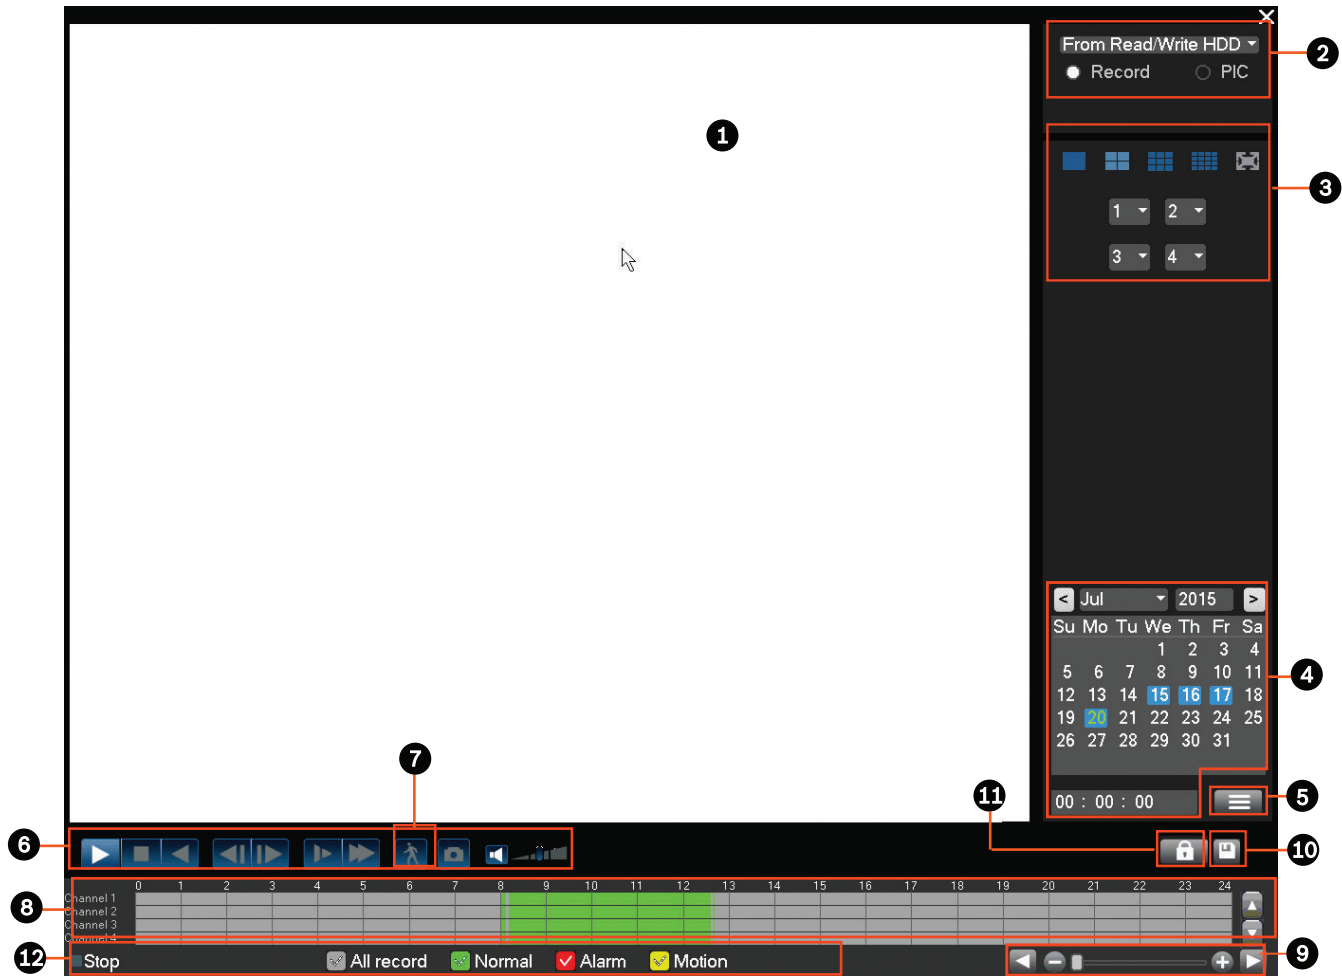 From Read/Write HDD
2
Record PIC
1
3
1 2
3 4
< Jul 2015 >
Su Mo Tu We Th Fr Sa
1 2 3 4
5 6 7 8 9 10 11
4
12 13 14 15 16 17 18
19 20 21 22 23 24 25
26 27 28 29 30 31
7
11
00 : 00 : 00
5
6
10
0 1 2 3 4 5 6 7 8 9 10 11 12 13 14 15 16 17 18 19 20 21 22 23 24
Channel 1
8
Channel 2
Channel 3
Channel 4
12
Stop All record Normal Alarm Motion
9